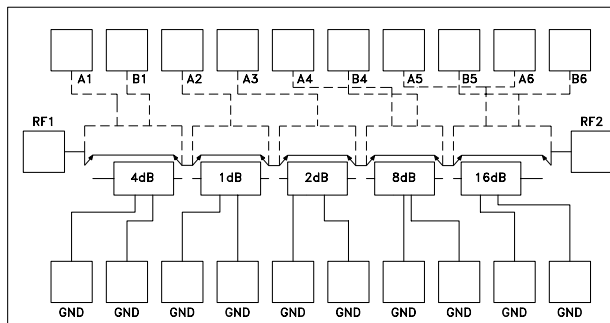 A1 B1 A2 A3 A4 B4 A5 B5 A6 B6
RF1 RF2
4dB 1dB 2dB 8dB 16dB
GND GND GND GND GND GND GND GND GND GND